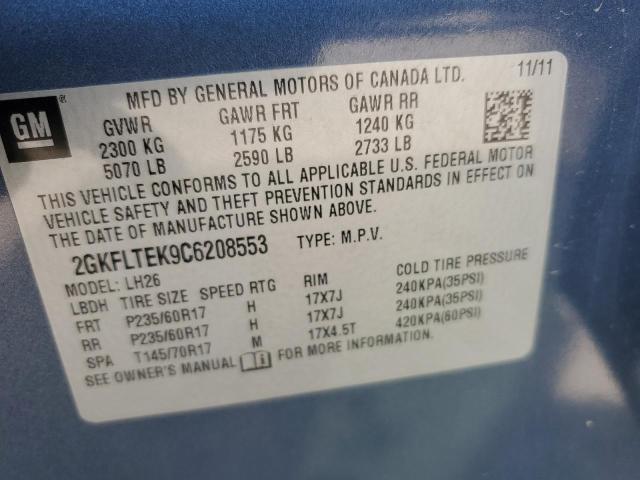 GM ®
MFD BY GENERAL MOTORS OF CANADA LTD. 11/11
GVWR GAWR FRT GAWR RR
2300 KG 1175 KG 1240 KG
5070 LB 2590 LB 2733 LB
THIS VEHICLE CONFORMS TO ALL APPLICABLE U.S. FEDERAL MOTOR
VEHICLE SAFETY AND THEFT PREVENTION STANDARDS IN EFFECT ON
THE DATE OF MANUFACTURE SHOWN ABOVE.
2GKFLTEK9C6208553 TYPE: M.P.V.
MODEL: LH26
LBDH TIRE SIZE SPEED RTG RIM COLD TIRE PRESSURE
FRT P235/60R17 H 17X7J 240KPA(35PSI)
RR P235/60R17 H 17X7J 240KPA(35PSI)
SPA T145/70R17 M 17X4.5T 420KPA(60PSI)
SEE OWNER'S MANUAL FOR MORE INFORMATION.